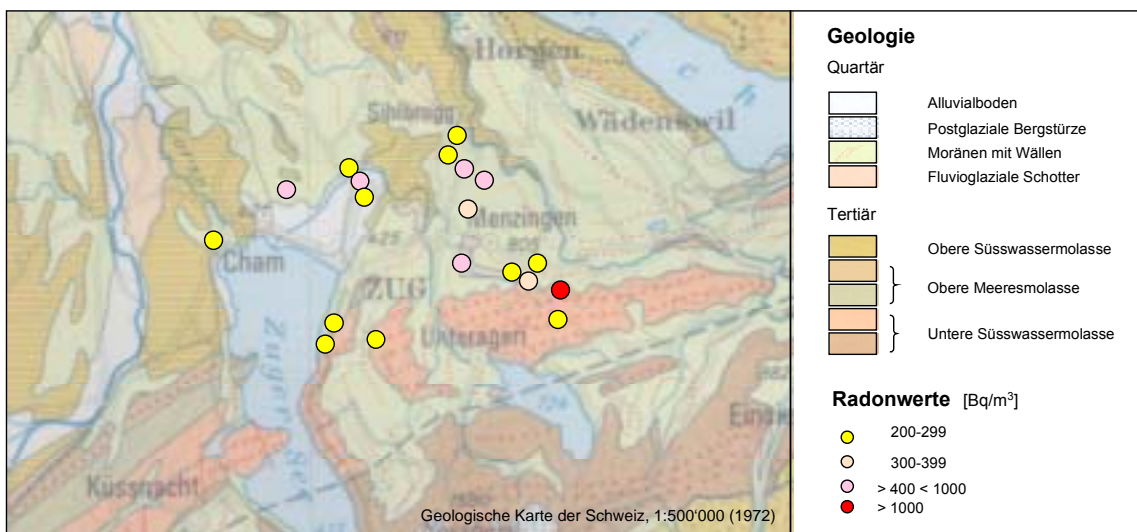 Horgen
Sihlbrugg
Wädenswil
Menzingen
Cham
ZUG
Unterägeri
Zuger See
Küssnacht
Geologische Karte der Schweiz, 1:500'000 (1972)
Geologie
Quartär
Alluvialboden
Postglaziale Bergstürze
Moränen mit Wällen
Fluvioglaziale Schotter
Tertiär
Obere Süsswassermolasse
Obere Meeresmolasse
Untere Süsswassermolasse
Radonwerte [Bq/m³]
200-299
300-399
> 400 < 1000
> 1000